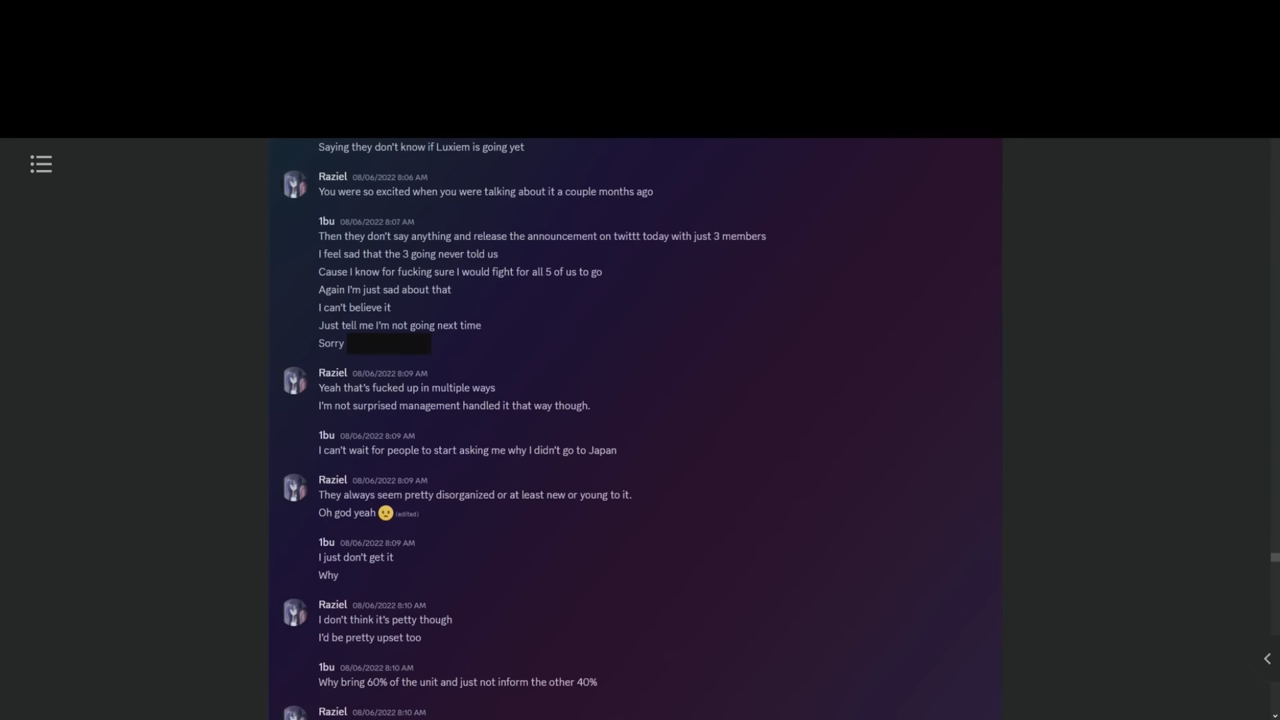 Saying they don't know if Luxiem is going yet
Raziel 08/06/2022 8:06 AM
You were so excited when you were talking about it a couple months ago
1bu 08/06/2022 8:07 AM
Then they don't say anything and release the announcement on twittt today with just 3 members
I feel sad that the 3 going never told us
Cause I know for fucking sure I would fight for all 5 of us to go
Again I'm just sad about that
I can't believe it
Just tell me I'm not going next time
Sorry
Raziel 08/06/2022 8:09 AM
Yeah that's fucked up in multiple ways
I'm not surprised management handled it that way though.
1bu 08/06/2022 8:09 AM
I can't wait for people to start asking me why I didn't go to Japan
Raziel 08/06/2022 8:09 AM
They always seem pretty disorganized or at least new or young to it.
Oh god yeah 😟 (edited)
1bu 08/06/2022 8:09 AM
I just don't get it
Why
Raziel 08/06/2022 8:10 AM
I don't think it's petty though
I'd be pretty upset too
1bu 08/06/2022 8:10 AM
Why bring 60% of the unit and just not inform the other 40%
Raziel 08/06/2022 8:10 AM